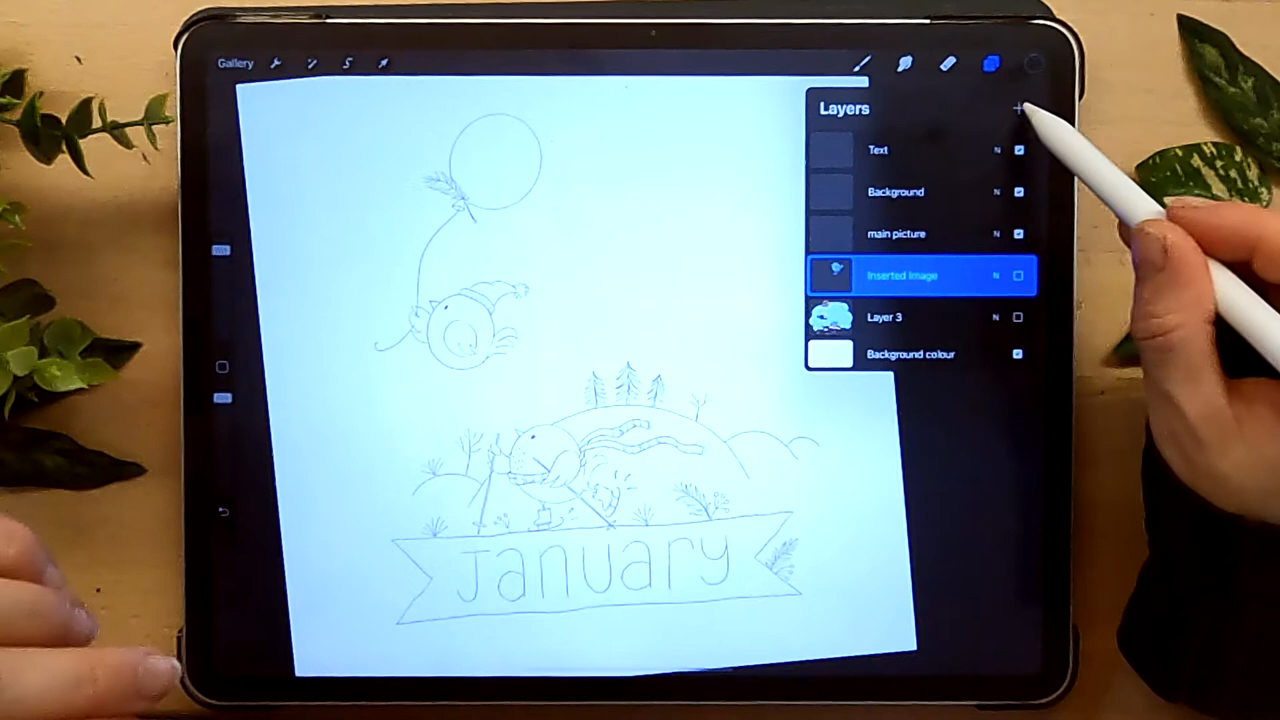 Gallery
Layers
Text N
Background N
main picture N
Inserted Image N
Layer 3 N
Background colour
January